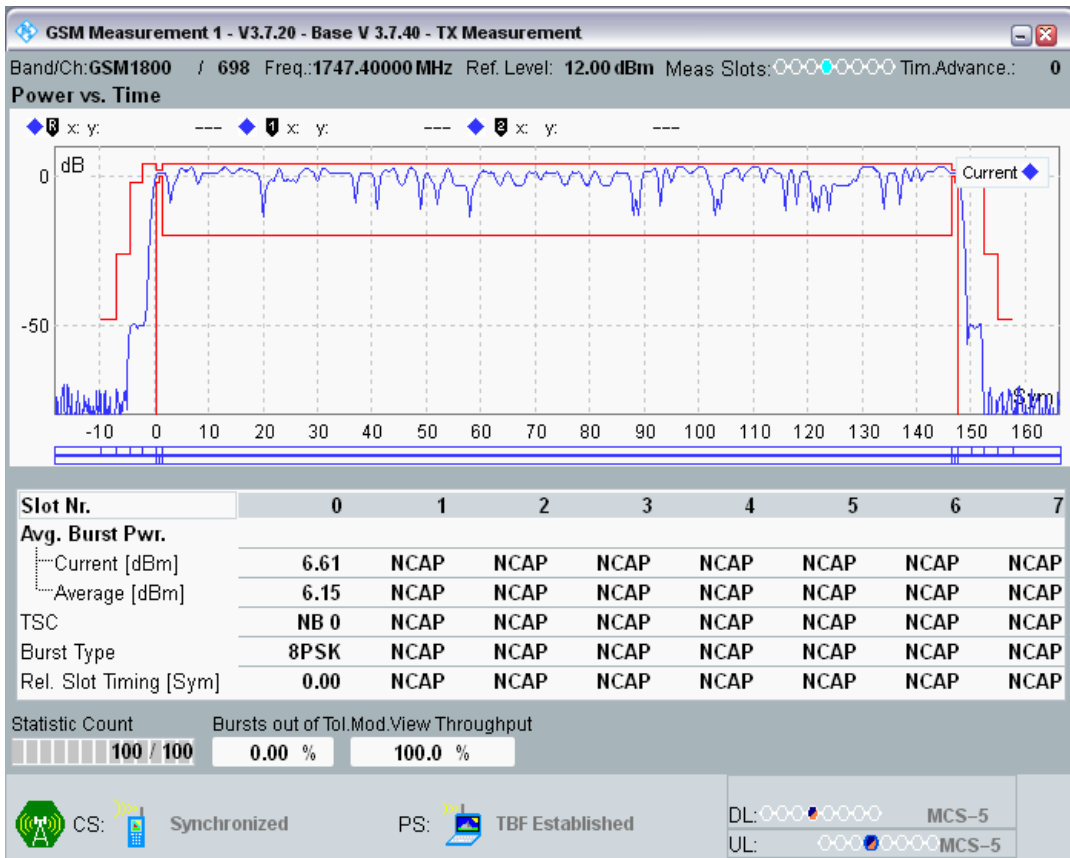 GSM Measurement 1 - V3.7.20 - Base V 3.7.40 - TX Measurement
Band/Ch:GSM1800 / 698 Freq.:1747.40000 MHz Ref. Level: 12.00 dBm Meas Slots: Tim.Advance.: 0
Power vs. Time
R x: y: --- 1 x: y: --- 2 x: y: ---
dB
Current
0
-50
Sym
-10 0 10 20 30 40 50 60 70 80 90 100 110 120 130 140 150 160
Slot Nr. 0 1 2 3 4 5 6 7
Avg. Burst Pwr.
Current [dBm] 6.61 NCAP NCAP NCAP NCAP NCAP NCAP NCAP
Average [dBm] 6.15 NCAP NCAP NCAP NCAP NCAP NCAP NCAP
TSC NB 0 NCAP NCAP NCAP NCAP NCAP NCAP NCAP
Burst Type 8PSK NCAP NCAP NCAP NCAP NCAP NCAP NCAP
Rel. Slot Timing [Sym] 0.00 NCAP NCAP NCAP NCAP NCAP NCAP NCAP
Statistic Count Bursts out of Tol.Mod.View Throughput
100 / 100 0.00 % 100.0 %
CS: Synchronized PS: TBF Established
DL: MCS-5
UL: MCS-5